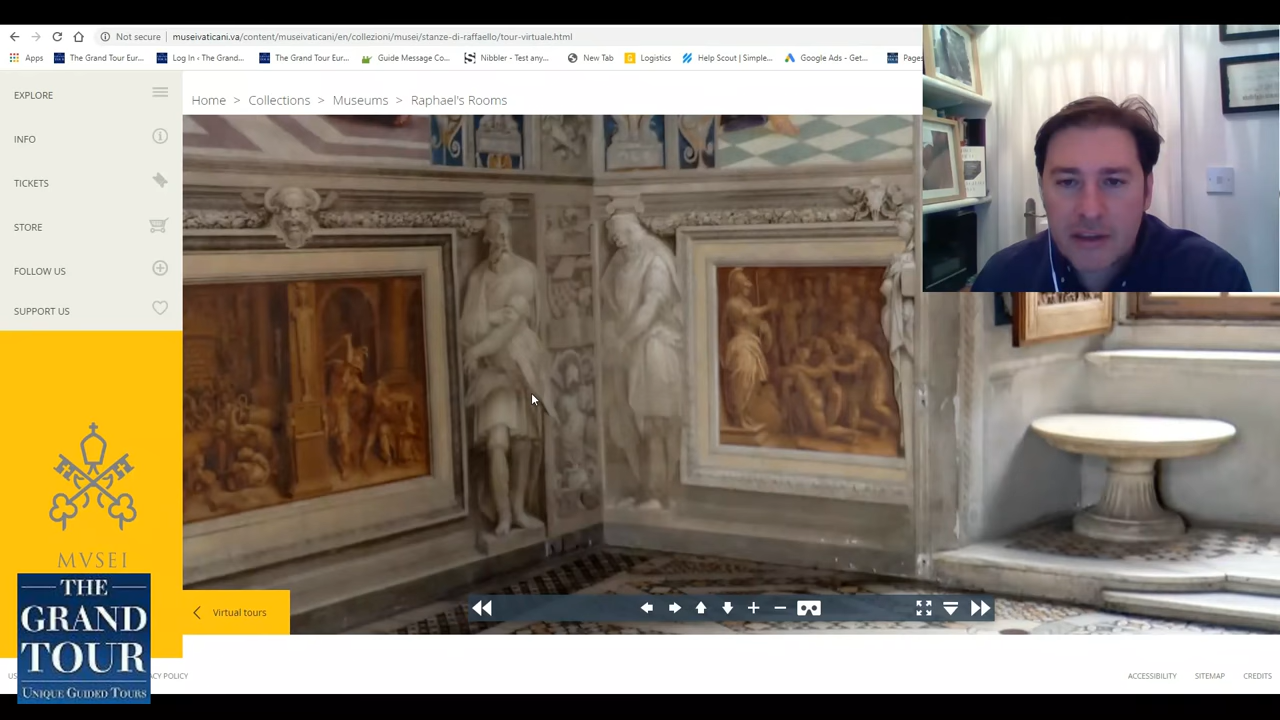 Not secure museivaticani.va/content/museivaticani/en/collezioni/musei/stanze-di-raffaello/tour-virtuale.html
Apps The Grand Tour Eur... Log In ‹ The Grand... The Grand Tour Eur... Guide Message Co... Nibbler - Test any... New Tab Logistics Help Scout | Simple... Google Ads - Get... Pages
EXPLORE
Home > Collections > Museums > Raphael's Rooms
INFO
TICKETS
STORE
FOLLOW US
SUPPORT US
MVSEI
THE
GRAND
TOUR
UNIQUE GUIDED TOURS
Virtual tours
US
ACY POLICY
ACCESSIBILITY SITEMAP CREDITS